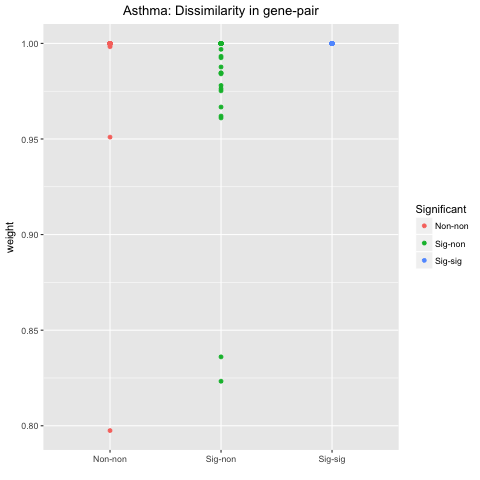 Asthma: Dissimilarity in gene-pair
1.00
0.95
0.90
0.85
0.80
weight
Non-non
Sig-non
Sig-sig
Significant
Non-non
Sig-non
Sig-sig